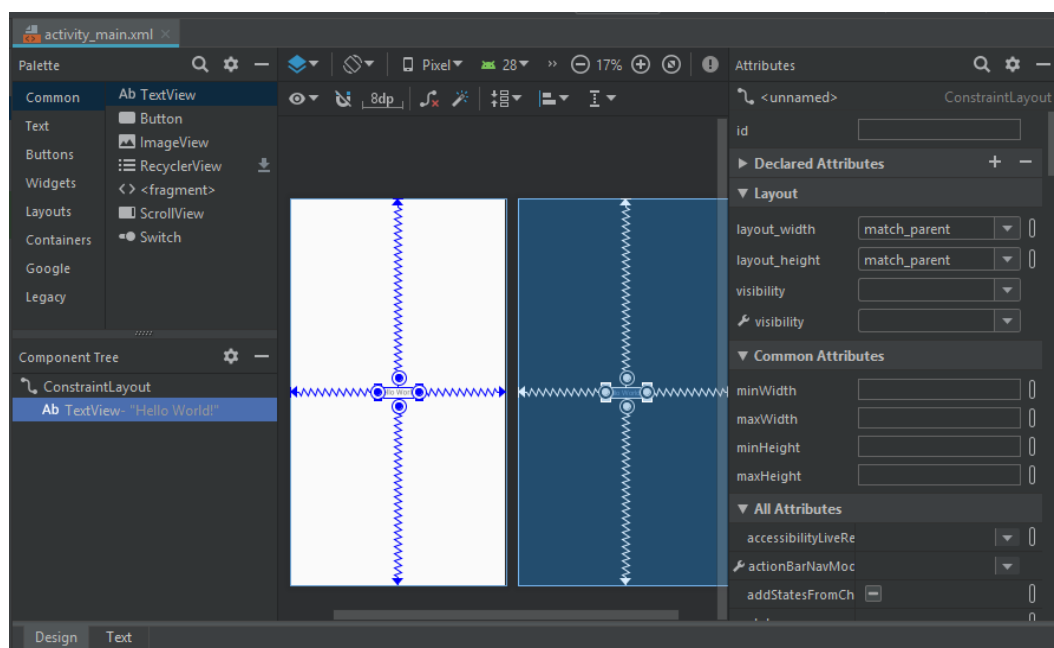 activity_main.xml
Palette
Pixel
28
17%
Attributes
Common
Text
Buttons
Widgets
Layouts
Containers
Google
Legacy
Ab TextView
Button
ImageView
RecyclerView
<> <fragment>
ScrollView
Switch
8dp
<unnamed>
ConstraintLayout
id
Declared Attributes
Layout
layout_width
match_parent
layout_height
match_parent
visibility
visibility
Common Attributes
minWidth
maxWidth
minHeight
maxHeight
All Attributes
accessibilityLiveRe
actionBarNavMoc
addStatesFromCh
Component Tree
ConstraintLayout
Ab TextView- "Hello World!"
Design
Text